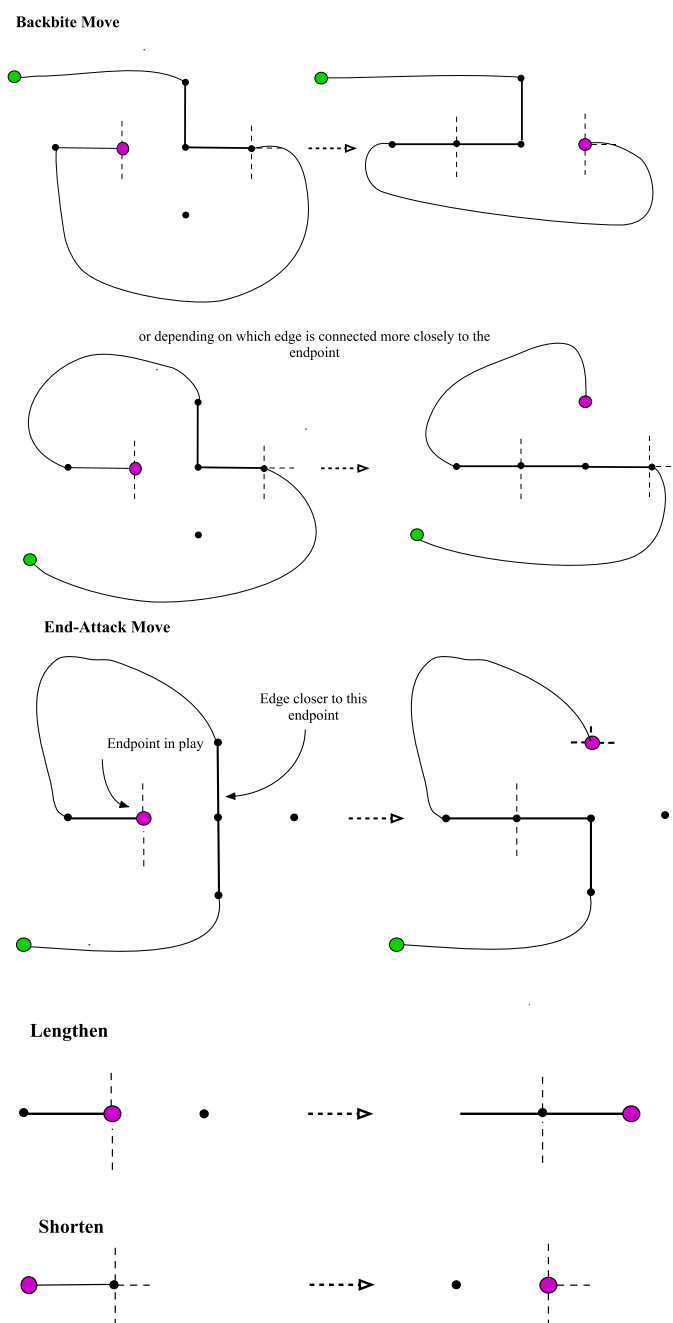 Backbite Move
or depending on which edge is connected more closely to the
endpoint
End-Attack Move
Edge closer to this
endpoint
Endpoint in play
Lengthen
Shorten